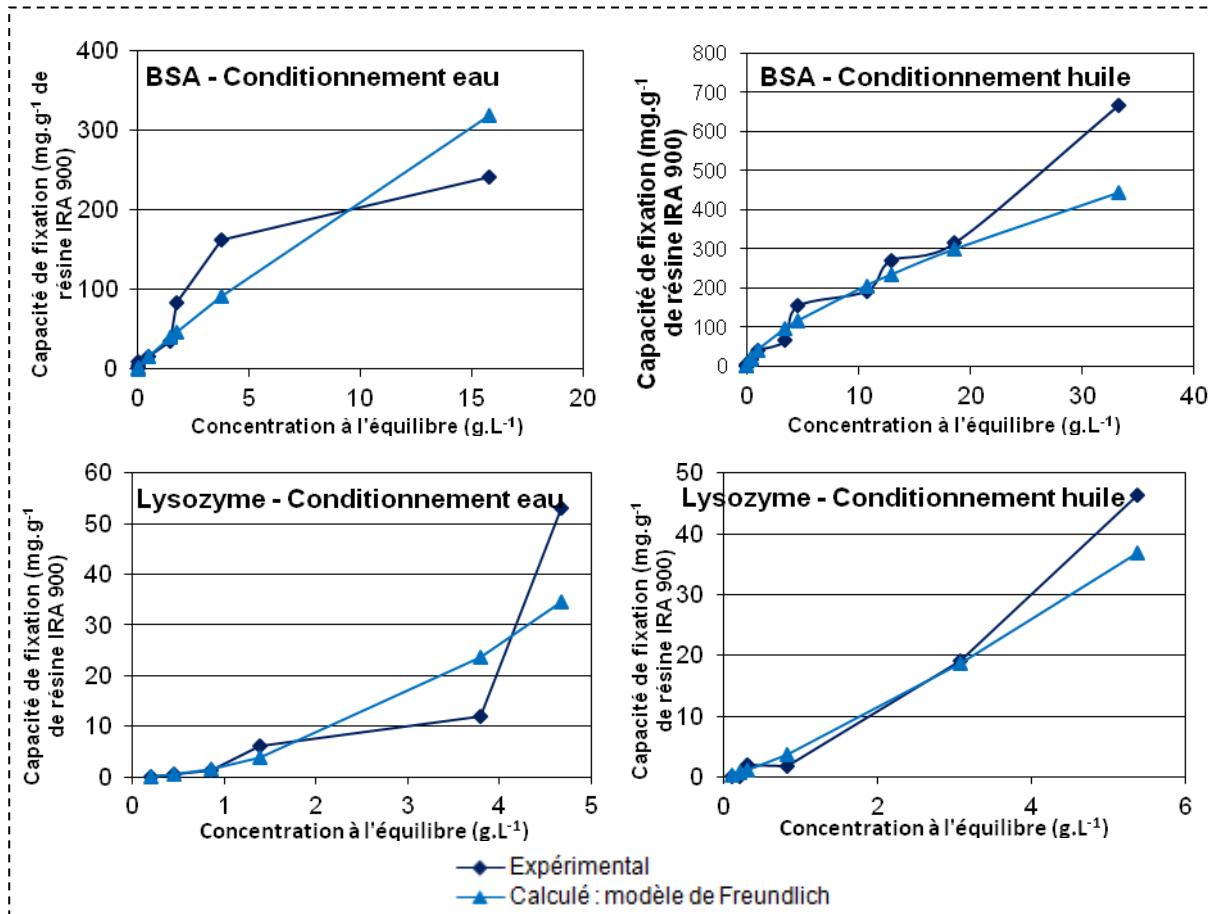 BSA - Conditionnement eau
Capacité de fixation (mg.g⁻¹ de
résine IRA 900)
400
300
200
100
0
0 5 10 15 20
Concentration à l'équilibre (g.L⁻¹)
BSA - Conditionnement huile
Capacité de fixation (mg.g⁻¹
de résine IRA 900)
800
700
600
500
400
300
200
100
0
0 10 20 30 40
Concentration à l'équilibre (g.L⁻¹)
Lysozyme - Conditionnement eau
Capacité de fixation (mg.g⁻¹
de résine IRA 900)
60
50
40
30
20
10
0
0 1 2 3 4 5
Concentration à l'équilibre (g.L⁻¹)
Lysozyme - Conditionnement huile
Capacité de fixation (mg.g⁻¹
de résine IRA 900)
50
40
30
20
10
0
0 2 4 6
Concentration à l'équilibre (g.L⁻¹)
Expérimental
Calculé : modèle de Freundlich